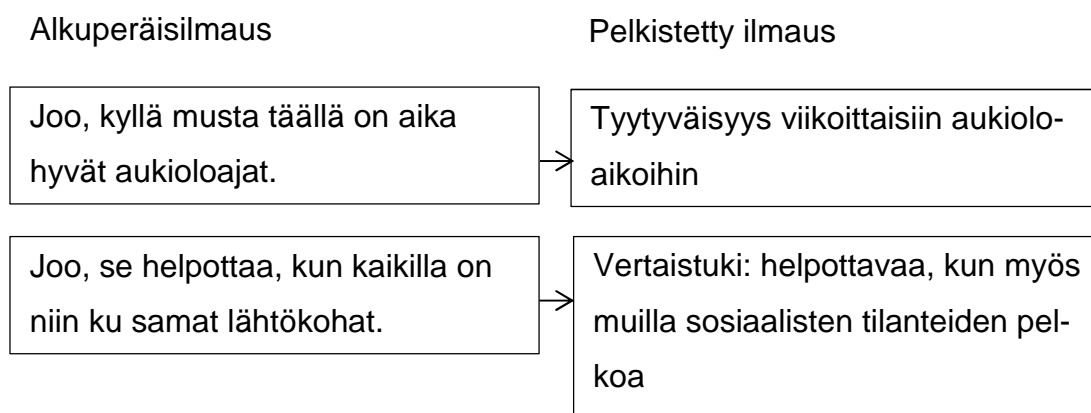 Alkuperäisilmaus
Pelkistetty ilmaus
Joo, kyllä musta täällä on aika
hyvät aukioloajat.
Tyytyväisyys viikoittaisiin aukiolo-
aikoihin
Joo, se helpottaa, kun kaikilla on
niin ku samat lähtökohat.
Vertaistuki: helpottavaa, kun myös
muilla sosiaalisten tilanteiden pel-
koa